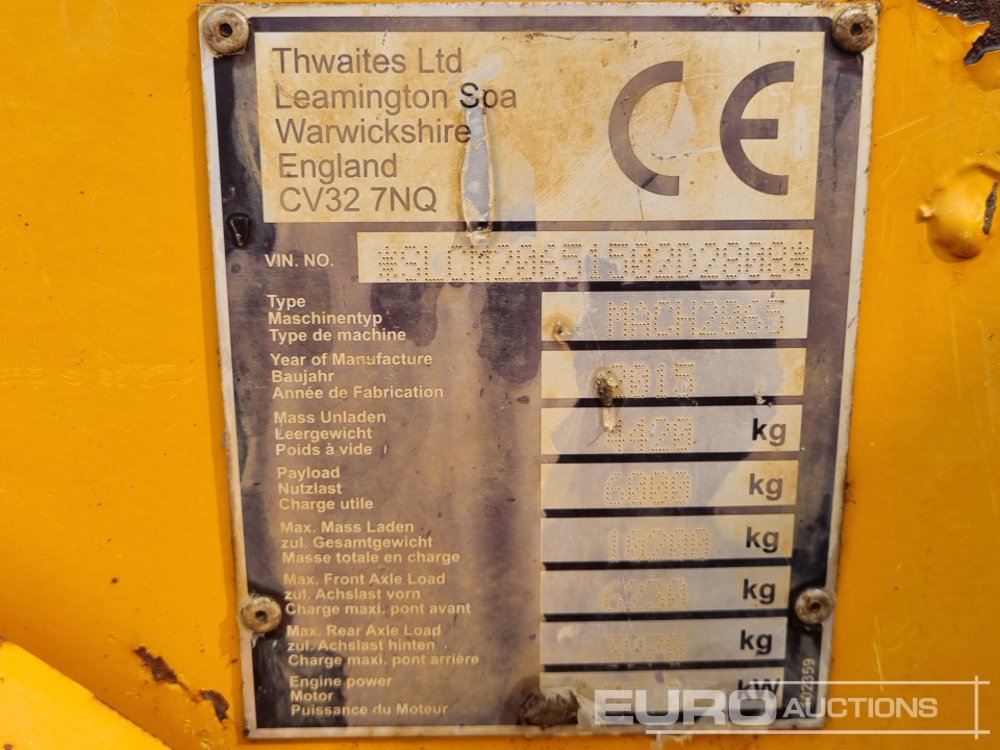 Thwaites Ltd
Leamington Spa
Warwickshire
England
CV32 7NQ
CE
VIN. NO. *SLCM20651502D2808*
Type
Maschinentyp
Type de machine
MACH2065
Year of Manufacture
Baujahr
Année de Fabrication
2015
Mass Unladen
Leergewicht
Poids à vide
4420 kg
Payload
Nutzlast
Charge utile
6000 kg
Max. Mass Laden
zul. Gesamtgewicht
Masse totale en charge
10200 kg
Max. Front Axle Load
zul. Achslast vorn
Charge maxi. pont avant
6230 kg
Max. Rear Axle Load
zul. Achslast hinten
Charge maxi. pont arrière
kg
Engine power
Motor
Puissance du Moteur
kW
EURO AUCTIONS